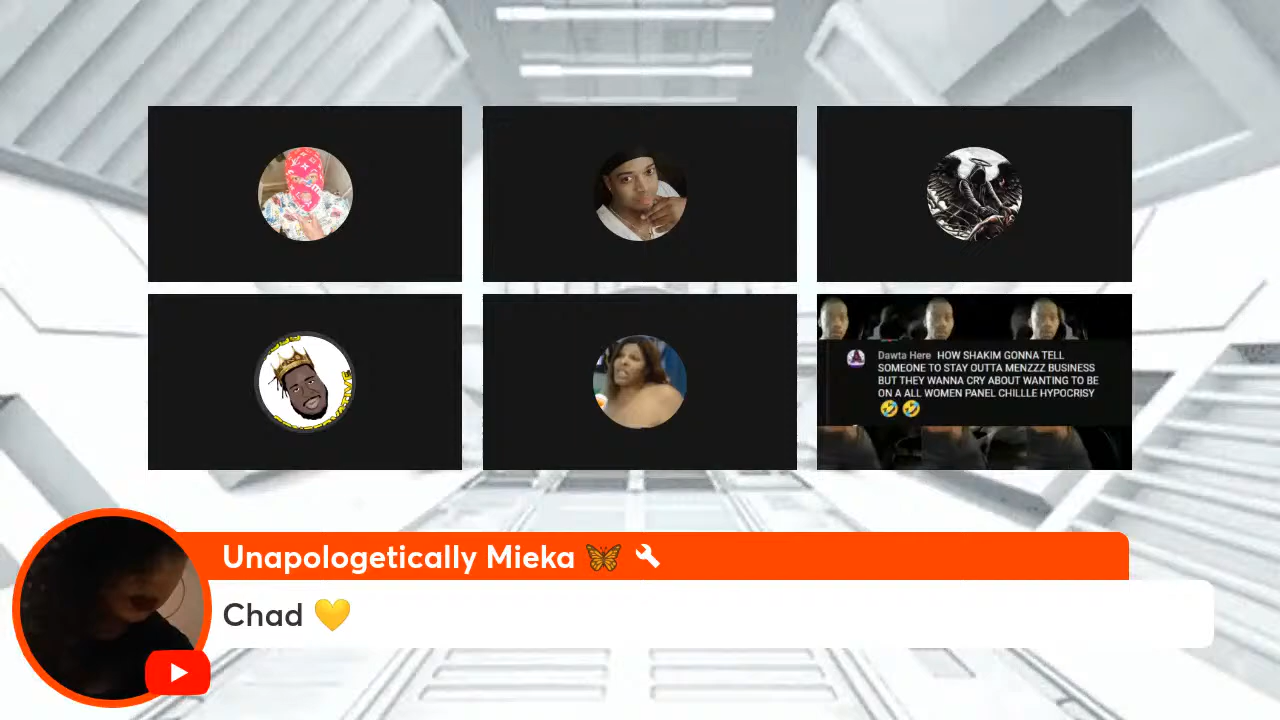 Dawta Here HOW SHAKIM GONNA TELL
SOMEONE TO STAY OUTTA MENZZZ BUSINESS
BUT THEY WANNA CRY ABOUT WANTING TO BE
ON A ALL WOMEN PANEL CHILLLE HYPOCRISY
🤣 🤣
Unapologetically Mieka 🦋 🔧
Chad 💛